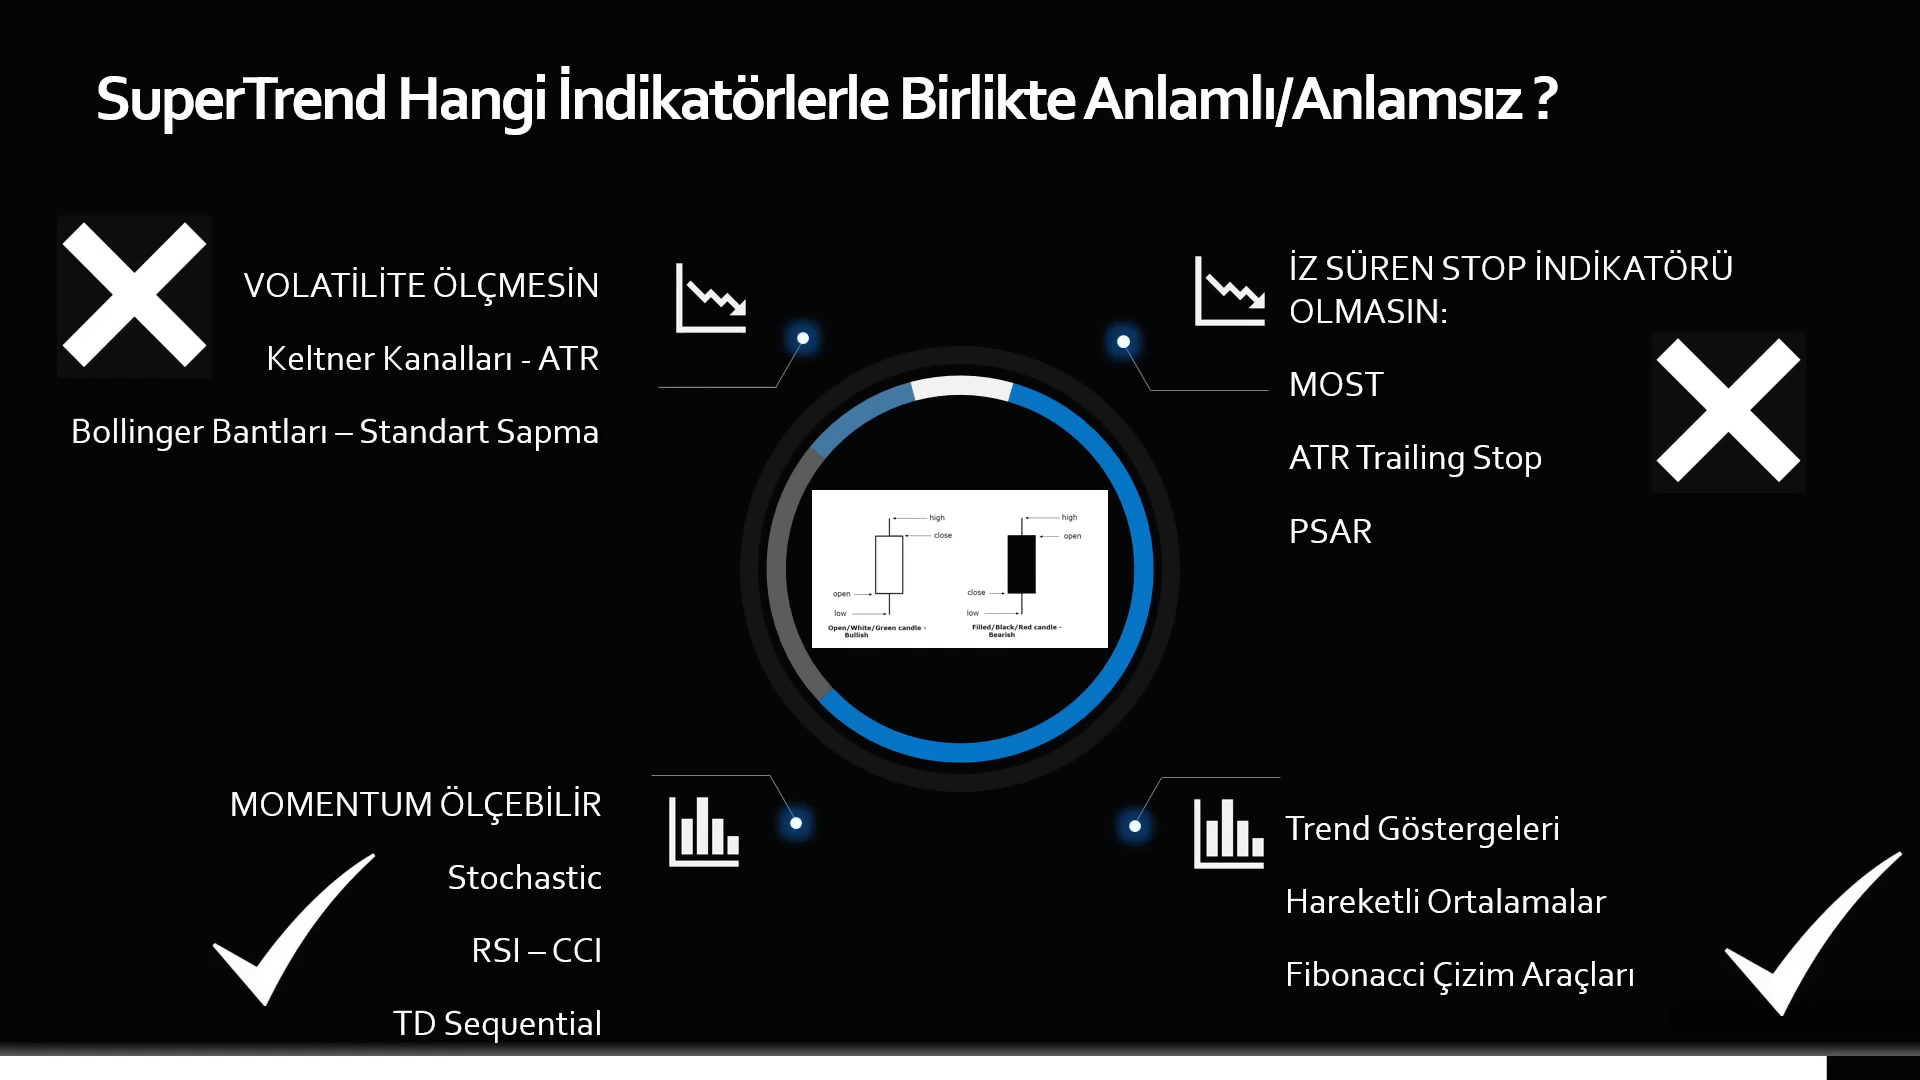 SuperTrend Hangi İndikatörlerle Birlikte Anlamlı/Anlamsız ?
VOLATİLİTE ÖLÇMESİN
Keltner Kanalları - ATR
Bollinger Bantları – Standart Sapma
İZ SÜREN STOP İNDİKATÖRÜ
OLMASIN:
MOST
ATR Trailing Stop
PSAR
high
close
open
low
Open/White/Green candle -
Bullish
high
open
close
low
Filled/Black/Red candle -
Bearish
MOMENTUM ÖLÇEBİLİR
Stochastic
RSI – CCI
TD Sequential
Trend Göstergeleri
Hareketli Ortalamalar
Fibonacci Çizim Araçları